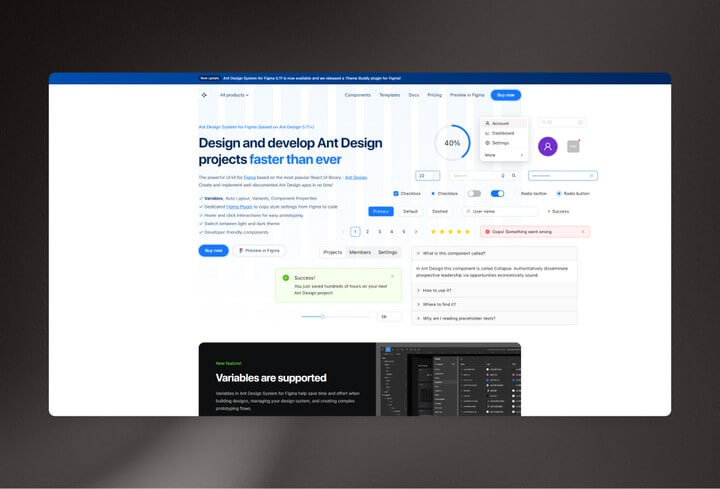 New update Ant Design System for Figma 5.11 is now available and we released a Theme Buddy plugin for Figma!
All products Components Templates Docs Pricing Preview in Figma Buy now
Ant Design System for Figma (based on Ant Design 5.11+)
Design and develop Ant Design
projects faster than ever
The powerful UI kit for Figma based on the most popular React UI library - Ant Design.
Create and implement well-documented Ant Design apps in no time!
Variables, Auto Layout, Variants, Component Properties
Dedicated Figma Plugin to copy style settings from Figma to code
Hover and click interactions for easy prototyping
Switch between light and dark theme
Developer-friendly components
Buy now Preview in Figma
40%
Account
Dashboard
Settings
More
22
Checkbox Checkbox Radio button Radio button
Primary Default Dashed User name Success
1 2 3 4 5
Oops! Something went wrong.
Projects Members Settings
Success!
You just saved hundreds of hours on your next
Ant Design project!
What is this component called?
In Ant Design this component is called Collapse. Authoritatively disseminate
prospective leadership via opportunities economically sound.
How to use it?
Where to find it?
Why am I reading placeholder texts?
New feature!
Variables are supported
Variables in Ant Design System for Figma help save time and effort when
building designs, managing your design system, and creating complex
prototyping flows.